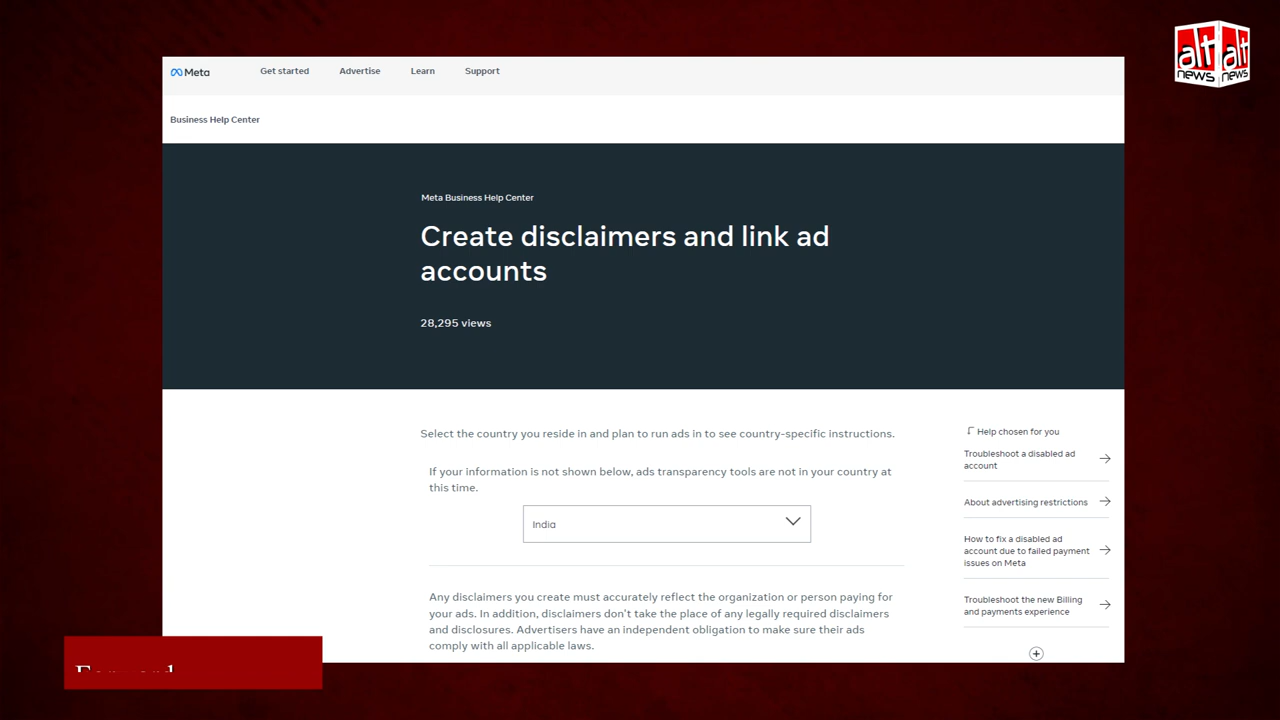 alt alt
news news
Meta
Get started
Advertise
Learn
Support
Business Help Center
Meta Business Help Center
Create disclaimers and link ad
accounts
28,295 views
Select the country you reside in and plan to run ads in to see country-specific instructions.
If your information is not shown below, ads transparency tools are not in your country at
this time.
India
Any disclaimers you create must accurately reflect the organization or person paying for
your ads. In addition, disclaimers don't take the place of any legally required disclaimers
and disclosures. Advertisers have an independent obligation to make sure their ads
comply with all applicable laws.
Help chosen for you
Troubleshoot a disabled ad
account
About advertising restrictions
How to fix a disabled ad
account due to failed payment
issues on Meta
Troubleshoot the new Billing
and payments experience